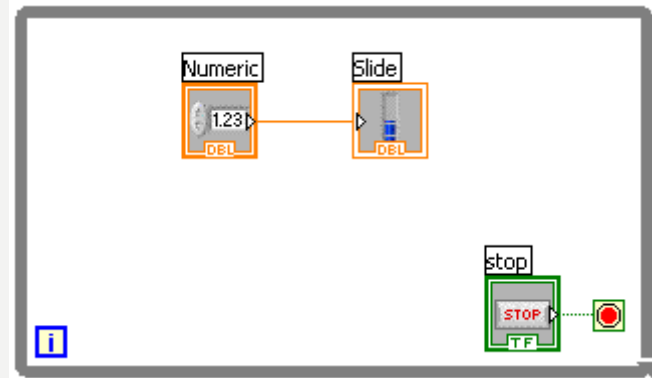 Numeric
Slide
1.23
DBL
DBL
stop
STOP
TF
i